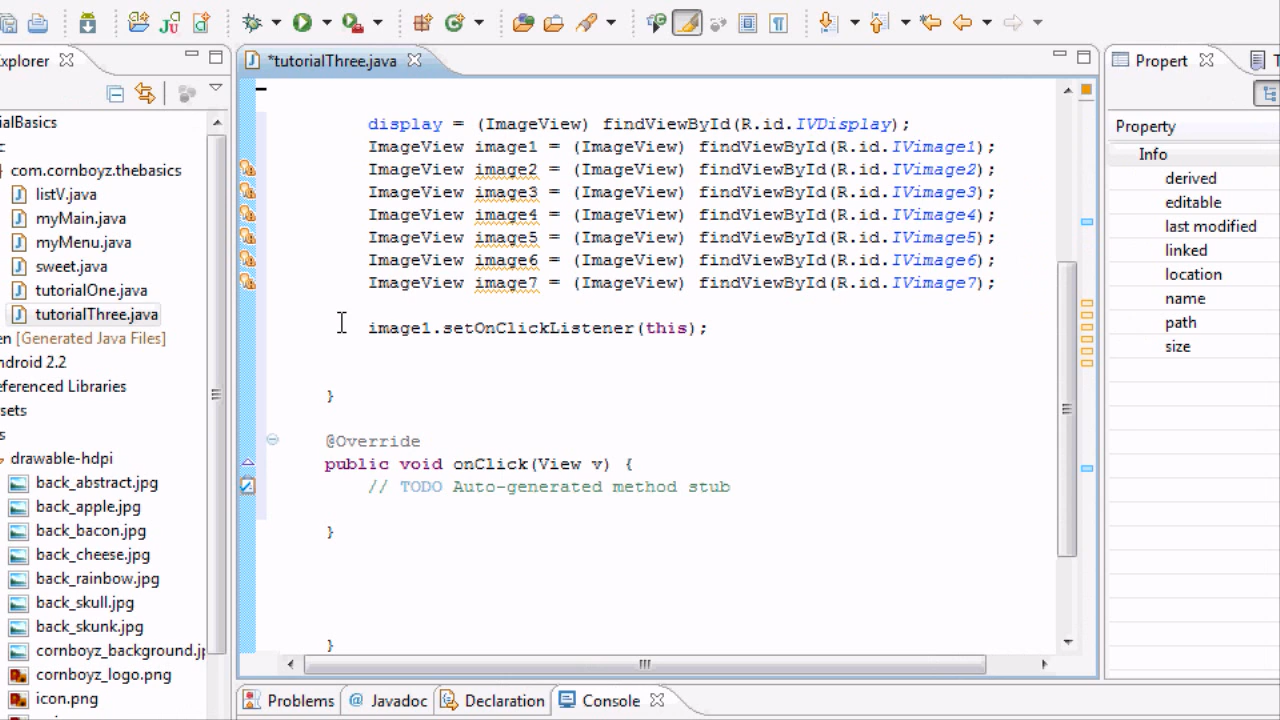 xplorer
*tutorialThree.java
Propert
T
ialBasics
c
com.cornboyz.thebasics
listV.java
myMain.java
myMenu.java
sweet.java
tutorialOne.java
tutorialThree.java
en [Generated Java Files]
ndroid 2.2
eferenced Libraries
sets
s
drawable-hdpi
back_abstract.jpg
back_apple.jpg
back_bacon.jpg
back_cheese.jpg
back_rainbow.jpg
back_skull.jpg
back_skunk.jpg
cornboyz_background.jp
cornboyz_logo.png
icon.png
display = (ImageView) findViewById(R.id.IVDisplay);
ImageView image1 = (ImageView) findViewById(R.id.IVimage1);
ImageView image2 = (ImageView) findViewById(R.id.IVimage2);
ImageView image3 = (ImageView) findViewById(R.id.IVimage3);
ImageView image4 = (ImageView) findViewById(R.id.IVimage4);
ImageView image5 = (ImageView) findViewById(R.id.IVimage5);
ImageView image6 = (ImageView) findViewById(R.id.IVimage6);
ImageView image7 = (ImageView) findViewById(R.id.IVimage7);
image1.setOnClickListener(this);
}
@Override
public void onClick(View v) {
// TODO Auto-generated method stub
}
}
Property
Info
derived
editable
last modified
linked
location
name
path
size
Problems
@ Javadoc
Declaration
Console